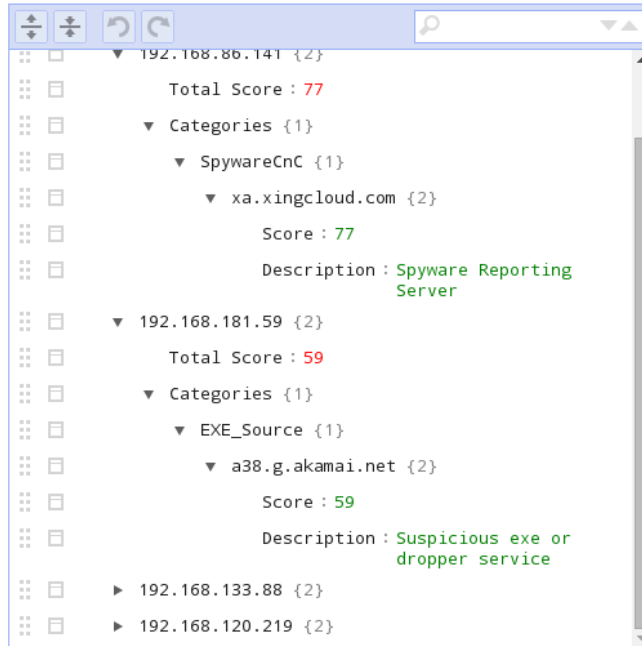 192.168.86.141 {2}
Total Score : 77
Categories {1}
SpywareCnC {1}
xa.xingcloud.com {2}
Score : 77
Description : Spyware Reporting
Server
192.168.181.59 {2}
Total Score : 59
Categories {1}
EXE_Source {1}
a38.g.akamai.net {2}
Score : 59
Description : Suspicious exe or
dropper service
192.168.133.88 {2}
192.168.120.219 {2}